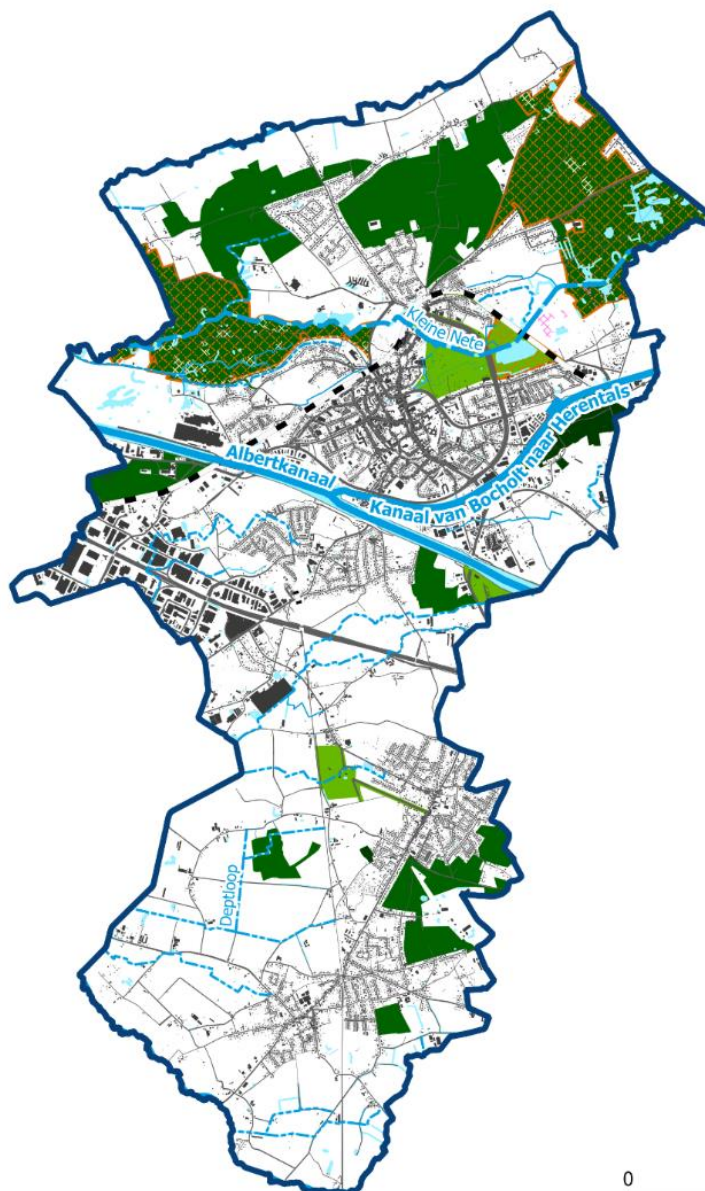 Kleine Nete
Albertkanaal
Kanaal van Bocholt naar Herentals
Deptloop
0